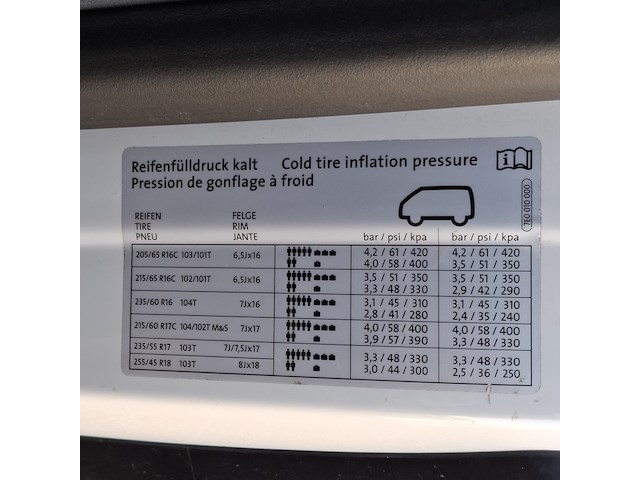 Reifenfülldruck kalt Cold tire inflation pressure
Pression de gonflage à froid
7E0 010 000
REIFEN FELGE
TIRE RIM
PNEU JANTE bar / psi / kpa bar / psi / kpa
205/65 R16C 103/101T 6,5Jx16 4,2 / 61 / 420 4,2 / 61 / 420
4,0 / 58 / 400 3,5 / 51 / 350
215/65 R16C 102/101T 6,5Jx16 3,5 / 51 / 350 3,5 / 51 / 350
3,3 / 48 / 330 2,9 / 42 / 290
235/60 R16 104T 7Jx16 3,1 / 45 / 310 3,1 / 45 / 310
2,8 / 41 / 280 2,4 / 35 / 240
215/60 R17C 104/102T M&S 7Jx17 4,0 / 58 / 400 4,0 / 58 / 400
3,9 / 57 / 390 3,3 / 48 / 330
235/55 R17 103T 7J/7,5Jx17 3,3 / 48 / 330 3,3 / 48 / 330
255/45 R18 103T 8Jx18 3,0 / 44 / 300 2,5 / 36 / 250